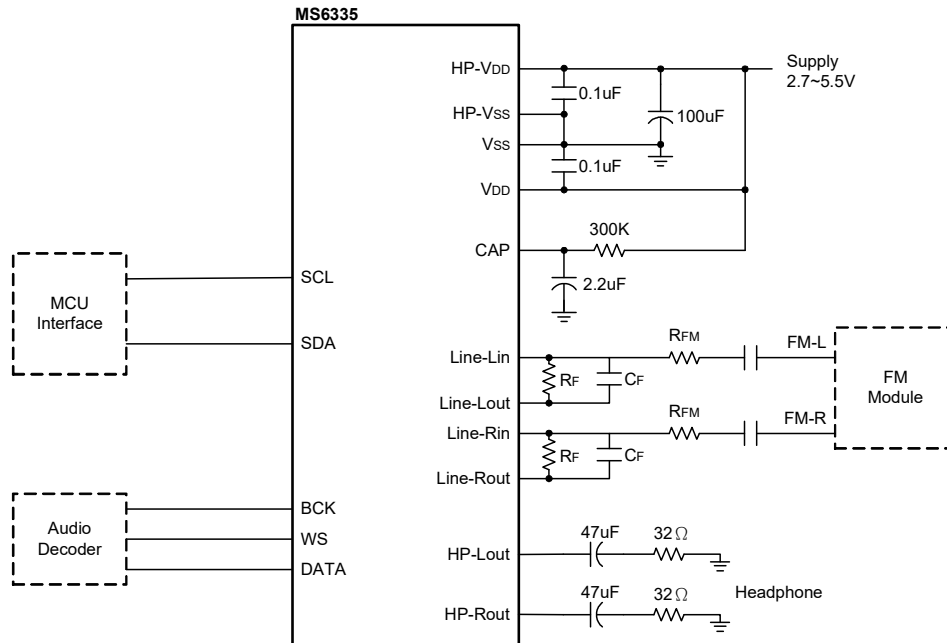 MS6335
HP-VDD
Supply
2.7~5.5V
0.1uF
HP-VSS
100uF
VSS
0.1uF
VDD
300K
CAP
2.2uF
MCU
Interface
SCL
SDA
Line-Lin
RFM
FM-L
RF
CF
Line-Lout
FM
Module
Line-Rin
RFM
FM-R
RF
CF
Line-Rout
Audio
Decoder
BCK
WS
DATA
HP-Lout
47uF
32Ω
Headphone
HP-Rout
47uF
32Ω